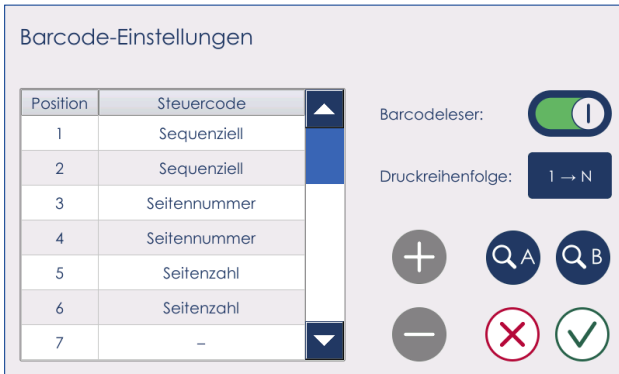 Barcode-Einstellungen
Position Steuercode
1 Sequenziell
2 Sequenziell
3 Seitennummer
4 Seitennummer
5 Seitenzahl
6 Seitenzahl
7 –
Barcodeleser:
Druckreihenfolge: 1 → N
A B